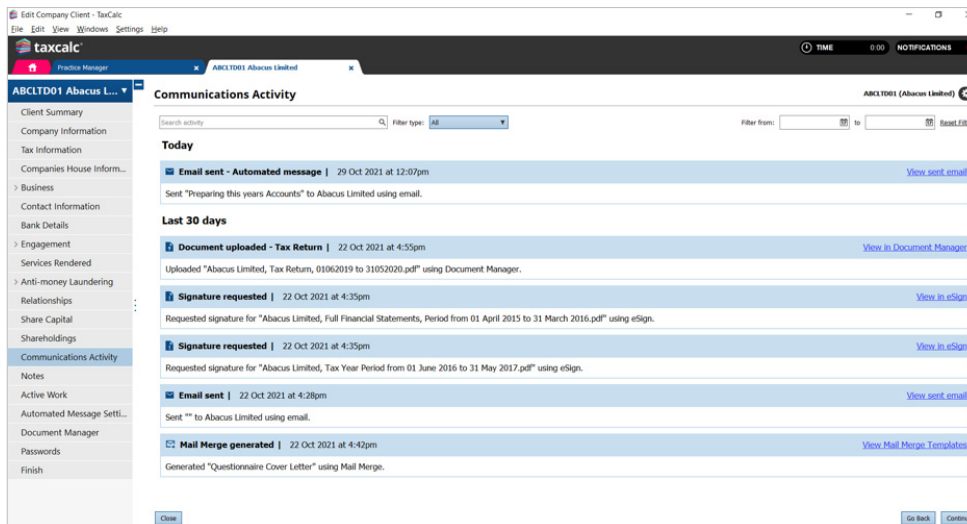 Edit Company Client - TaxCalc
File Edit View Windows Settings Help
taxcalc
TIME 0:00 NOTIFICATIONS
Practice Manager x ABCLTD01 Abacus Limited x
ABCLTD01 Abacus L... ▼
Communications Activity
ABCLTD01 (Abacus Limited)
Client Summary
Company Information
Tax Information
Companies House Inform...
> Business
Contact Information
Bank Details
> Engagement
Services Rendered
> Anti-money Laundering
Relationships
Share Capital
Shareholdings
Communications Activity
Notes
Active Work
Automated Message Setti...
Document Manager
Passwords
Finish
Search activity Filter type: All Filter from: to Reset Filt
Today
Email sent - Automated message | 29 Oct 2021 at 12:07pm View sent email
Sent "Preparing this years Accounts" to Abacus Limited using email.
Last 30 days
Document uploaded - Tax Return | 22 Oct 2021 at 4:55pm View in Document Manager
Uploaded "Abacus Limited, Tax Return, 01062019 to 31052020.pdf" using Document Manager.
Signature requested | 22 Oct 2021 at 4:35pm View in eSign
Requested signature for "Abacus Limited, Full Financial Statements, Period from 01 April 2015 to 31 March 2016.pdf" using eSign.
Signature requested | 22 Oct 2021 at 4:35pm View in eSign
Requested signature for "Abacus Limited, Tax Year Period from 01 June 2016 to 31 May 2017.pdf" using eSign.
Email sent | 22 Oct 2021 at 4:28pm View sent email
Sent "" to Abacus Limited using email.
Mail Merge generated | 22 Oct 2021 at 4:42pm View Mail Merge Templates
Generated "Questionnaire Cover Letter" using Mail Merge.
Close Go Back Continu